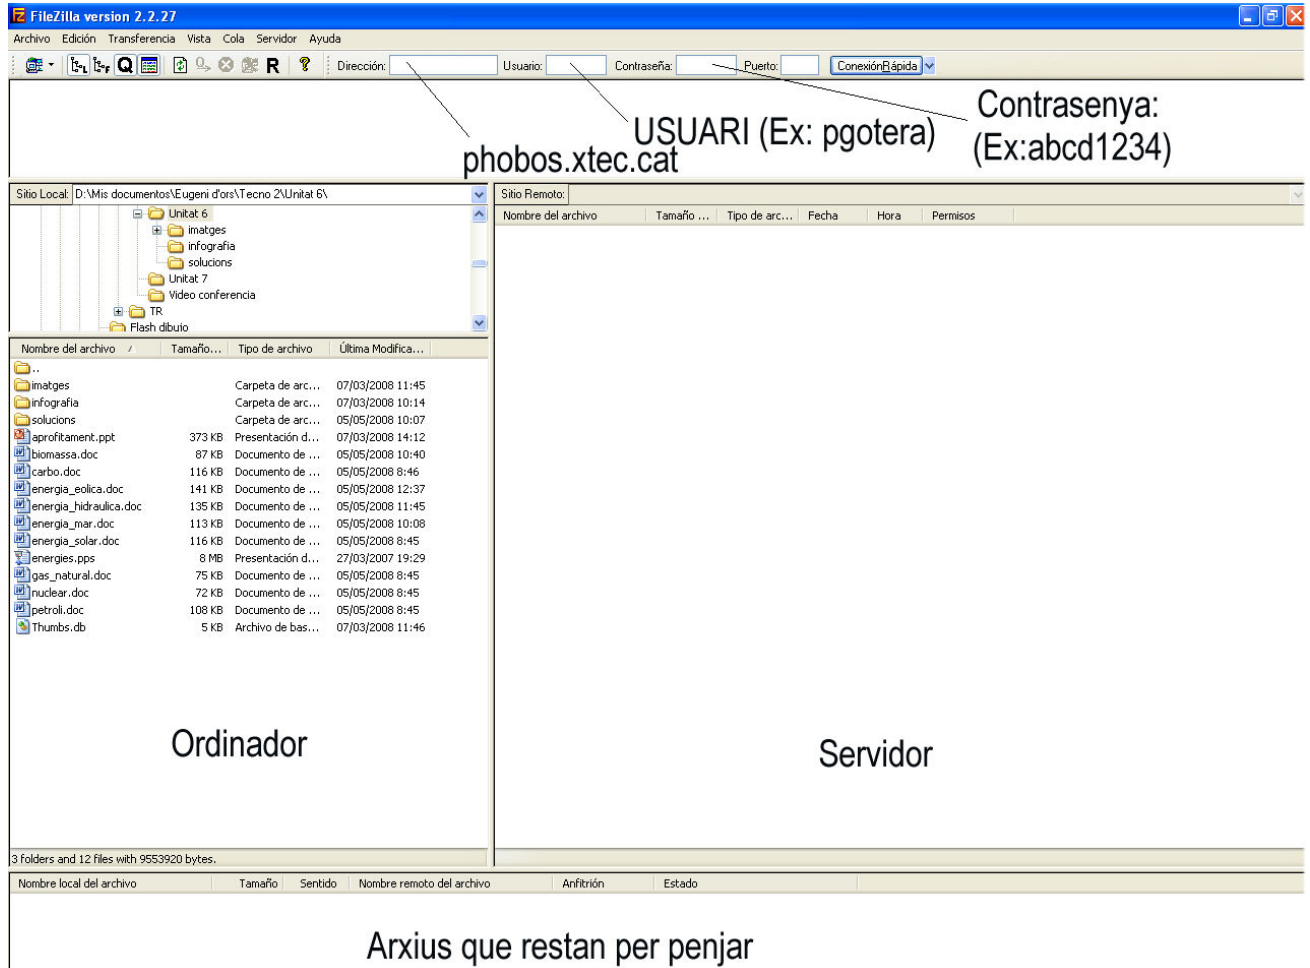 FileZilla version 2.2.27
Archivo Edición Transferencia Vista Cola Servidor Ayuda
Dirección: Usuario: Contraseña: Puerto: ConexiónRápida
phobos.xtec.cat
USUARI (Ex: pgotera)
Contrasenya:
(Ex:abcd1234)
Sitio Local: D:\Mis documentos\Eugeni d'ors\Tecno 2\Unitat 6\
Unitat 6
imatges
infografia
solucions
Unitat 7
Video conferencia
TR
Flash dibujo
Sitio Remoto:
Nombre del archivo Tamaño ... Tipo de arc... Fecha Hora Permisos
Nombre del archivo Tamaño... Tipo de archivo Última Modifica...
..
imatges Carpeta de arc... 07/03/2008 11:45
infografia Carpeta de arc... 07/03/2008 10:14
solucions Carpeta de arc... 05/05/2008 10:07
aprofitament.ppt 373 KB Presentación d... 07/03/2008 14:12
biomassa.doc 87 KB Documento de ... 05/05/2008 10:40
carbo.doc 116 KB Documento de ... 05/05/2008 8:46
energia_eolica.doc 141 KB Documento de ... 05/05/2008 12:37
energia_hidraulica.doc 135 KB Documento de ... 05/05/2008 11:45
energia_mar.doc 113 KB Documento de ... 05/05/2008 10:08
energia_solar.doc 116 KB Documento de ... 05/05/2008 8:45
energies.pps 8 MB Presentación d... 27/03/2007 19:29
gas_natural.doc 75 KB Documento de ... 05/05/2008 8:45
nuclear.doc 72 KB Documento de ... 05/05/2008 8:45
petroli.doc 108 KB Documento de ... 05/05/2008 8:45
Thumbs.db 5 KB Archivo de bas... 07/03/2008 11:46
Ordinador
Servidor
3 folders and 12 files with 9553920 bytes.
Nombre local del archivo Tamaño Sentido Nombre remoto del archivo Anfitrión Estado
Arxius que restan per penjar